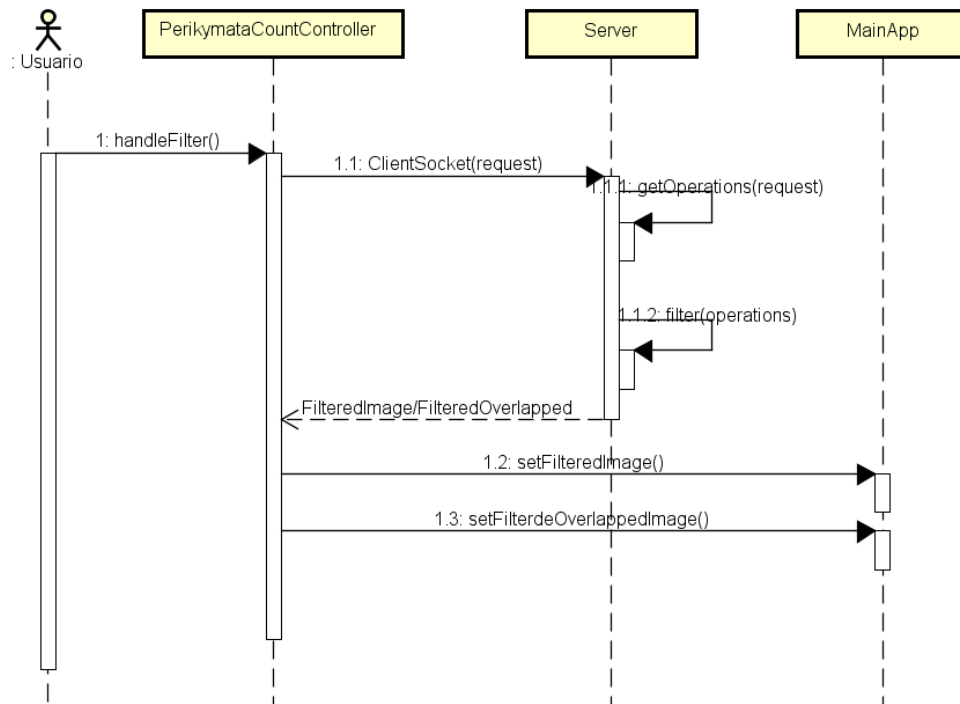 PerikymataCountController
Server
MainApp
: Usuario
1: handleFilter()
1.1: ClientSocket(request)
1.1.1: getOperations(request)
1.1.2: filter(operations)
FilteredImage/FilteredOverlapped
1.2: setFilteredImage()
1.3: setFilterdeOverlappedImage()